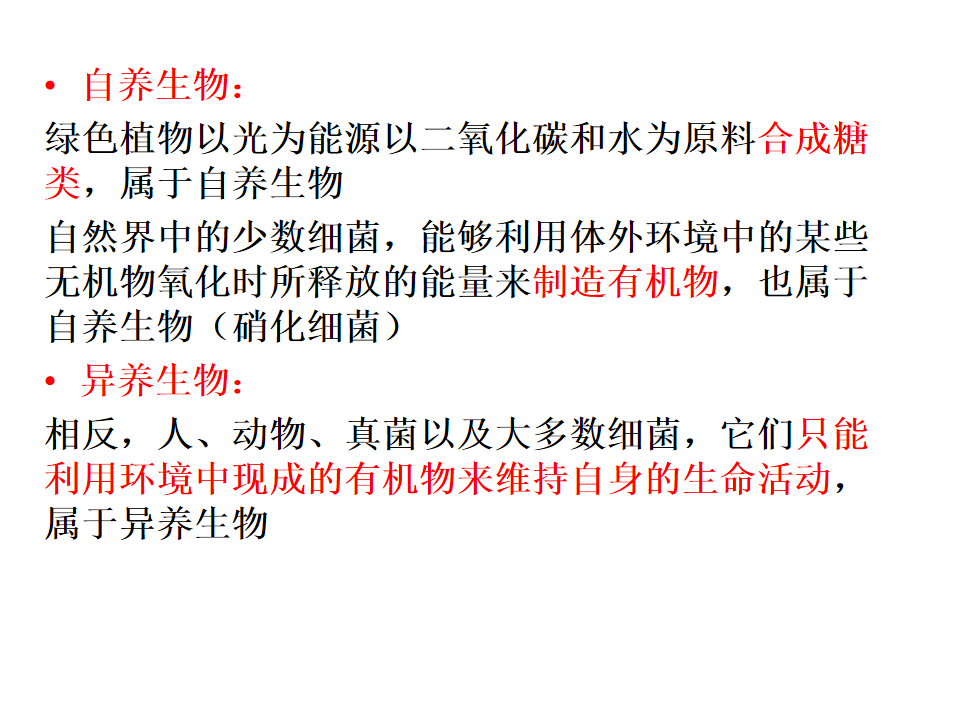 • 自养生物：
绿色植物以光为能源以二氧化碳和水为原料合成糖
类，属于自养生物
自然界中的少数细菌，能够利用体外环境中的某些
无机物氧化时所释放的能量来制造有机物，也属于
自养生物（硝化细菌）
• 异养生物：
相反，人、动物、真菌以及大多数细菌，它们只能
利用环境中现成的有机物来维持自身的生命活动，
属于异养生物